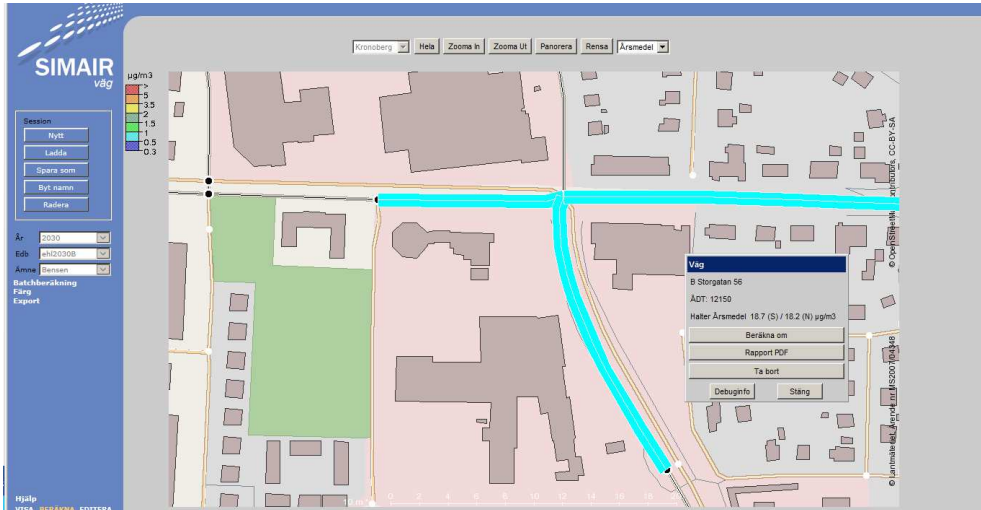 Kronoberg Hela Zooma In Zooma Ut Panorera Rensa Årsmedel
SIMAIR
väg
Session
Nytt
Ladda
Spara som
Byt namn
Radera
År 2030
Edb ehl2030B
Ämne Bensen
Batchberäkning
Färg
Export
Hjälp
VISA BERÄKNA EDITERA
µg/m3
>
5
3.5
2
1.5
1
0.5
0.3
Väg
B Storgatan 56
ÅDT: 12150
Halter Årsmedel 18.7 (S) / 18.2 (N) µg/m3
Beräkna om
Rapport PDF
Ta bort
Debuginfo Stäng
0 2 4 6 8 10 12 14 16 18
© OpenStreetMap contributors, CC-BY-SA
© Lantmäteriet, Ärende nr MS2007/04348